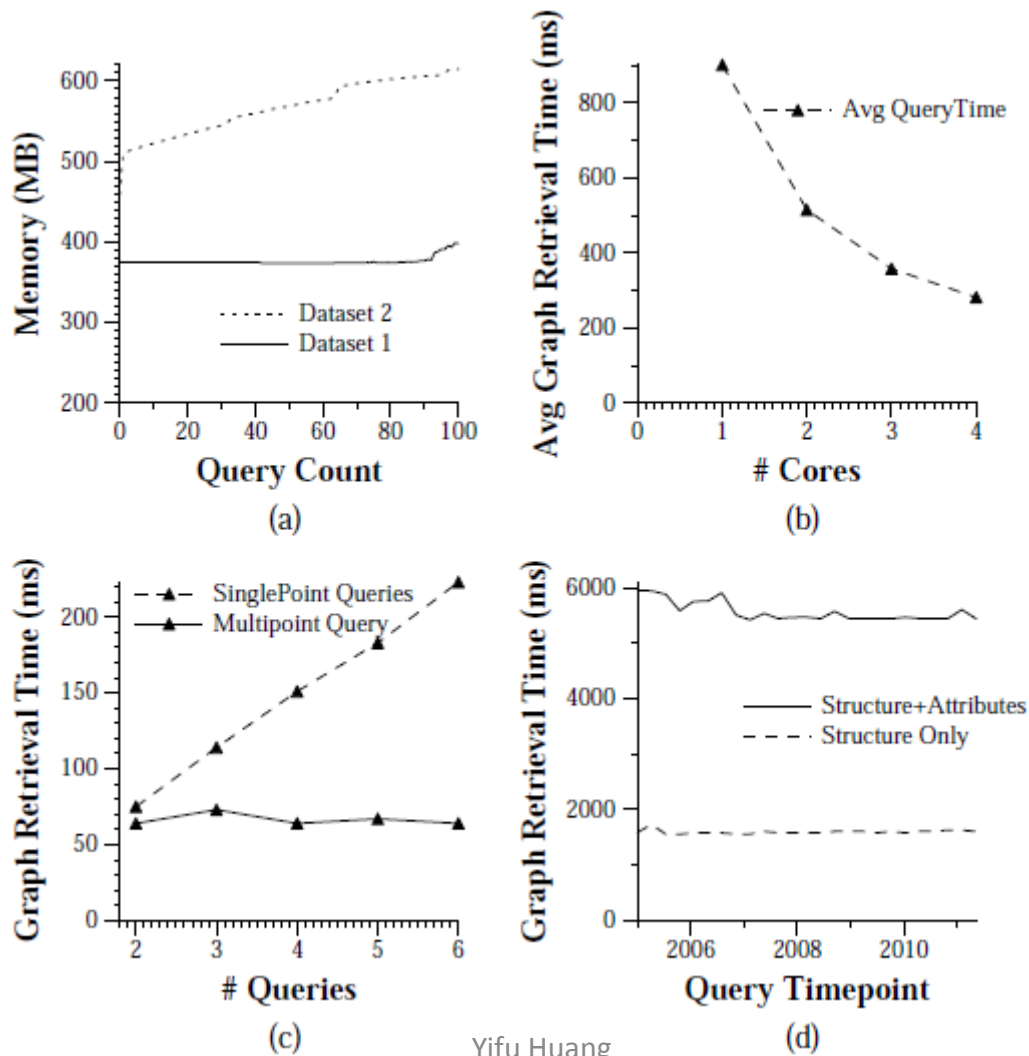 Memory (MB)
600
500
400
300
200
Dataset 2
Dataset 1
0 20 40 60 80 100
Query Count
(a)
Avg Graph Retrieval Time (ms)
800
600
400
200
0
Avg QueryTime
0 1 2 3 4
# Cores
(b)
Graph Retrieval Time (ms)
200
150
100
50
0
SinglePoint Queries
Multipoint Query
2 3 4 5 6
# Queries
(c)
Graph Retrieval Time (ms)
6000
4000
2000
0
Structure+Attributes
Structure Only
2006 2008 2010
Query Timepoint
(d)
Yifu Huang